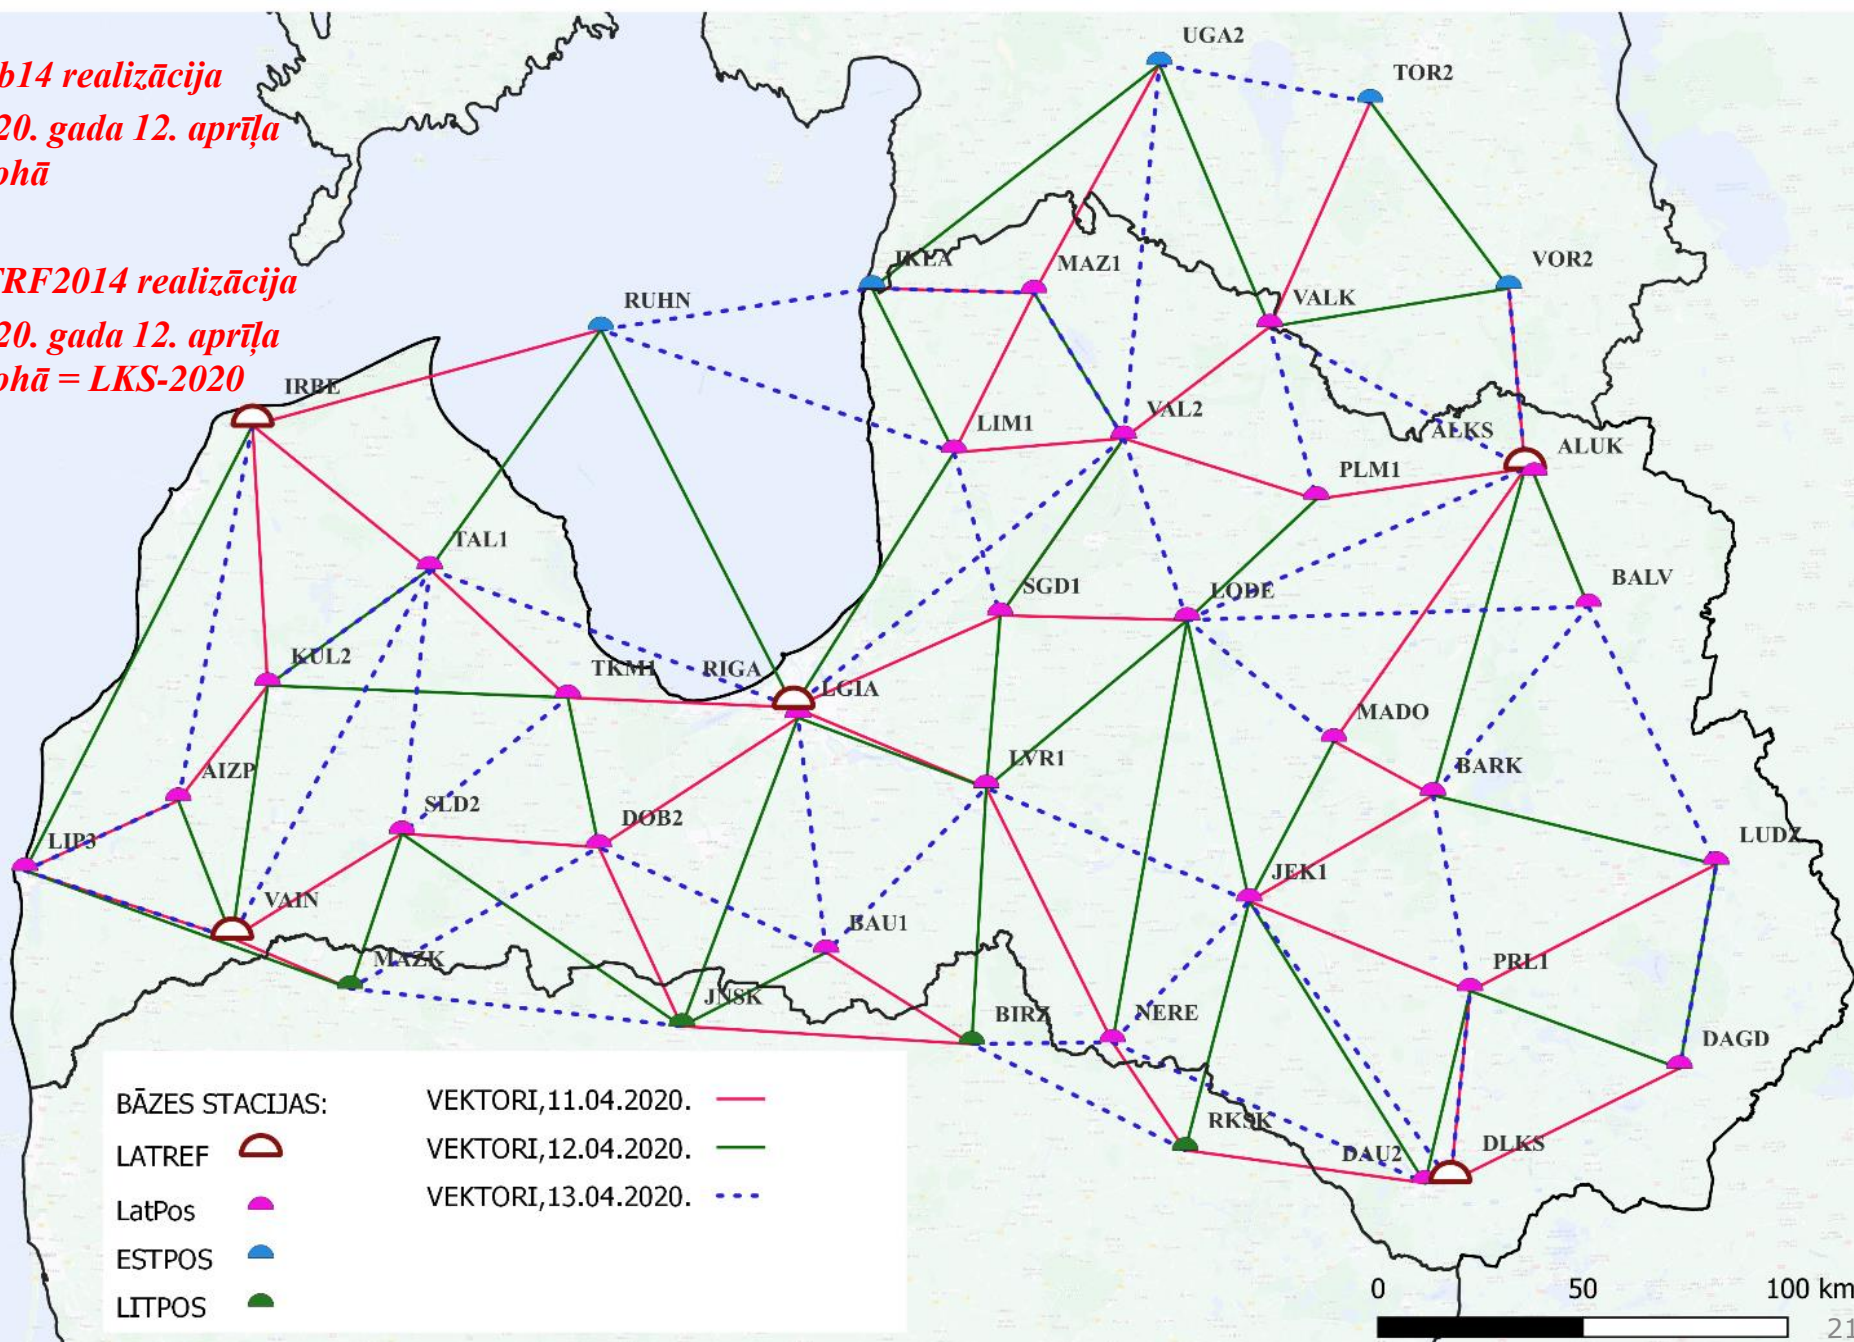 b14 realizācija
20. gada 12. aprīļa
ohā
TRF2014 realizācija
20. gada 12. aprīļa
ohā = LKS-2020
UGA2
TOR2
IKLA
MAZ1
VOR2
RUHN
VALK
IRBE
LIM1
VAL2
ALKS
ALUK
PLM1
TAL1
SGD1
LODE
BALV
KUL2
TKM1
RIGA
LGIA
MADO
AIZP
LVR1
BARK
LIP3
SLD2
DOB2
JEK1
LUDZ
VAIN
BAU1
MAZK
PRL1
JNSK
BIRZ
NERE
DAGD
RKSK
DAU2
DLKS
BĀZES STACIJAS:
LATREF
LatPos
ESTPOS
LITPOS
VEKTORI,11.04.2020.
VEKTORI,12.04.2020.
VEKTORI,13.04.2020.
0 50 100 km
21